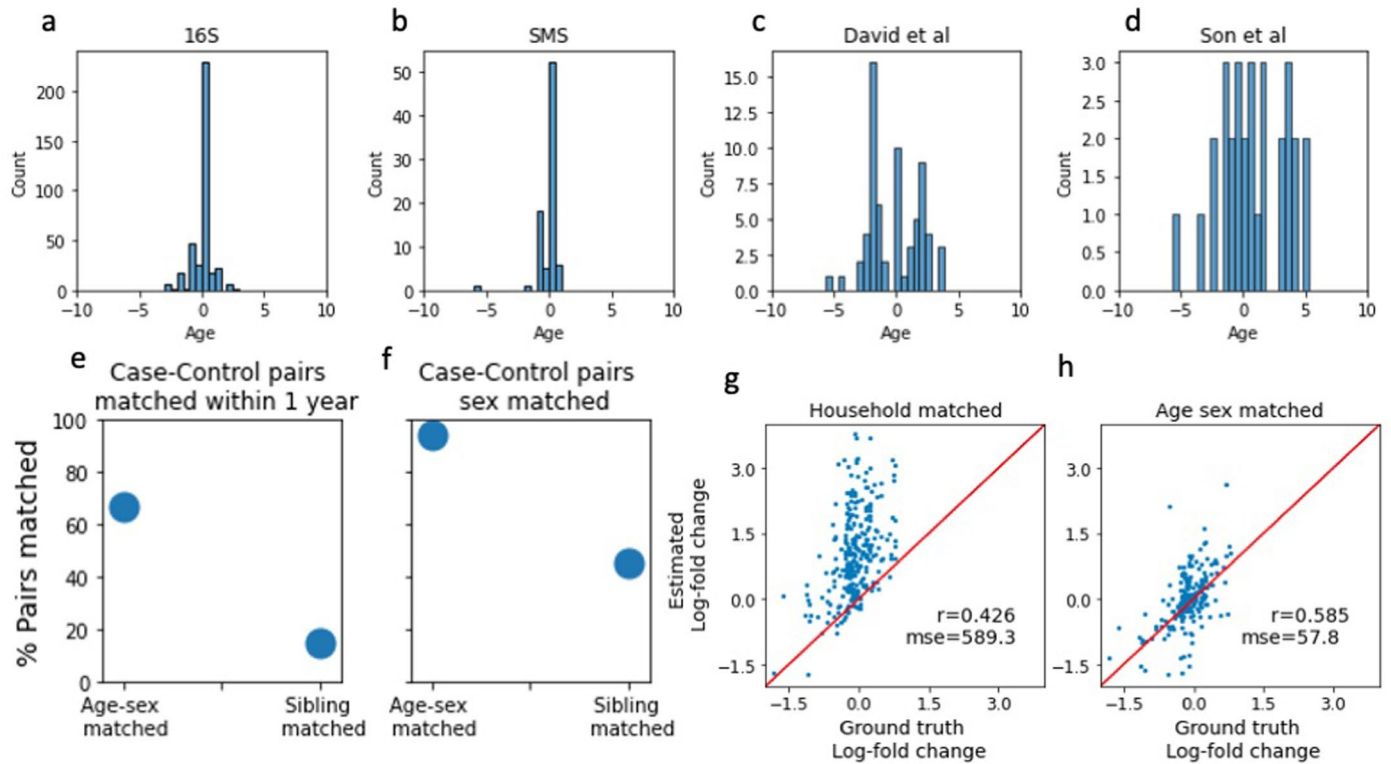 a
16S
200
150
100
50
0
Count
−10
−5
0
5
10
Age
b
SMS
50
40
30
20
10
0
Count
−10
−5
0
5
10
Age
c
David et al
15.0
12.5
10.0
7.5
5.0
2.5
0.0
Count
−10
−5
0
5
10
Age
d
Son et al
3.0
2.5
2.0
1.5
1.0
0.5
0.0
Count
−10
−5
0
5
10
Age
e
Case-Control pairs
matched within 1 year
100
80
60
40
20
0
% Pairs matched
Age-sex
matched
Sibling
matched
f
Case-Control pairs
sex matched
Age-sex
matched
Sibling
matched
g
Household matched
3.0
1.5
0.0
−1.5
Estimated
Log-fold change
r=0.426
mse=589.3
−1.5
0.0
1.5
3.0
Ground truth
Log-fold change
h
Age sex matched
3.0
1.5
0.0
−1.5
r=0.585
mse=57.8
−1.5
0.0
1.5
3.0
Ground truth
Log-fold change